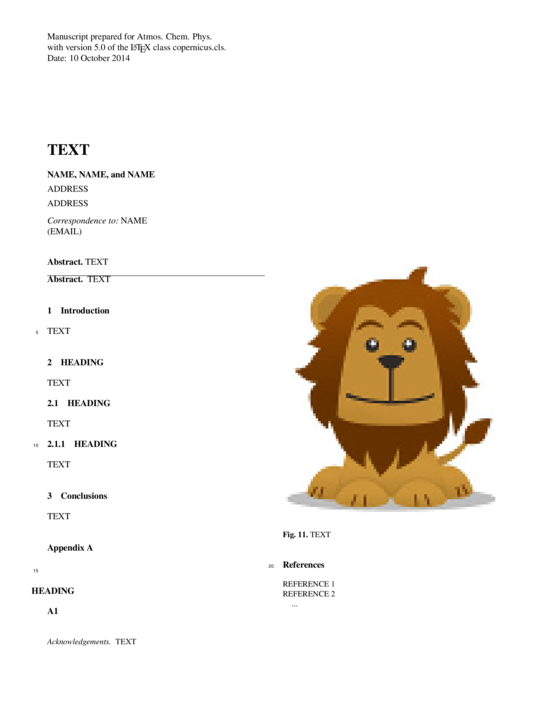 Manuscript prepared for Atmos. Chem. Phys.
with version 5.0 of the LATEX class copernicus.cls.
Date: 10 October 2014
TEXT
NAME, NAME, and NAME
ADDRESS
ADDRESS
Correspondence to: NAME
(EMAIL)
Abstract. TEXT
Abstract. TEXT
1 Introduction
5 TEXT
2 HEADING
TEXT
2.1 HEADING
TEXT
10 2.1.1 HEADING
TEXT
3 Conclusions
TEXT
Appendix A
15
HEADING
A1
Acknowledgements. TEXT
Fig. 11. TEXT
20 References
REFERENCE 1
REFERENCE 2
...